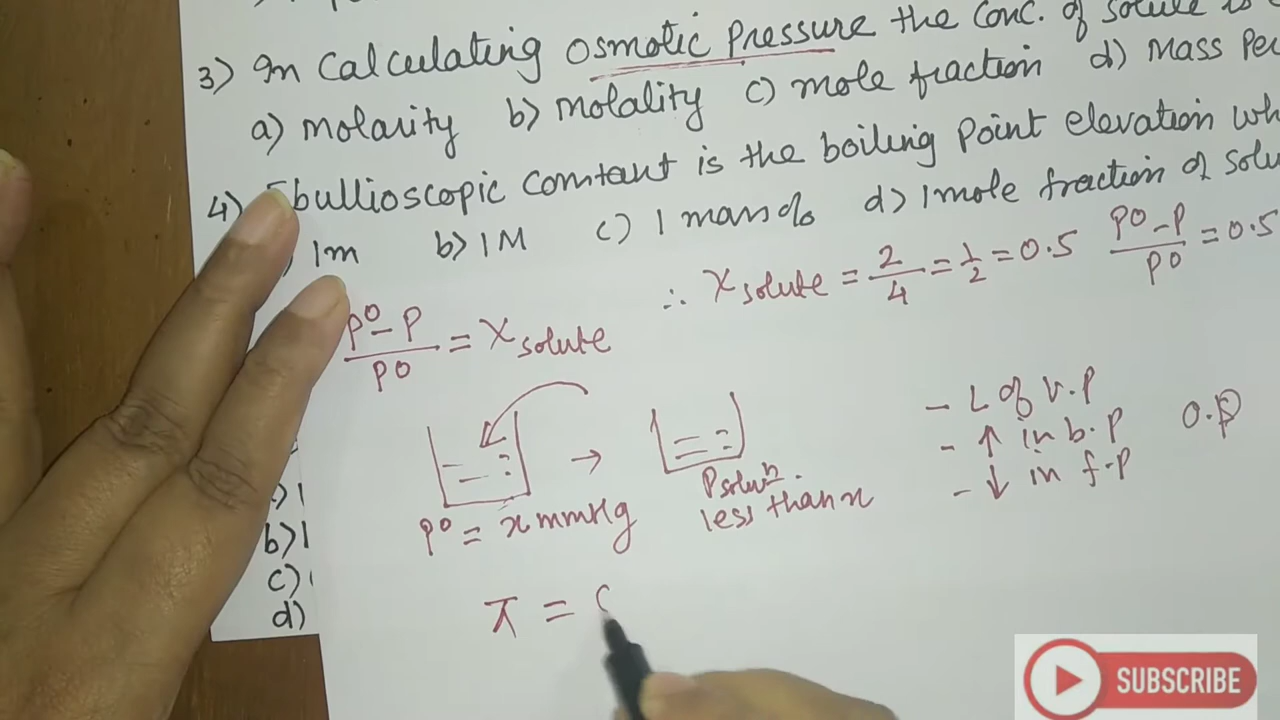 3) In Calculating Osmotic Pressure the Conc. of Solute is
a) molarity b) molality c) mole fraction d) Mass Per
4) Ebullioscopic constant is the boiling Point elevation wh
1m b) 1M c) 1 mass% d) 1mole fraction of Solu
∴ X solute = 2/4 = 1/2 = 0.5 P⁰-P/P⁰ = 0.5
P⁰-P/P⁰ = X solute
- L of V.P
- ↑ in b.P O.P
- ↓ in f.P
→
P⁰ = x mmHg
Psoluⁿ.
less than x
b) 1
c)
d)
π =
SUBSCRIBE